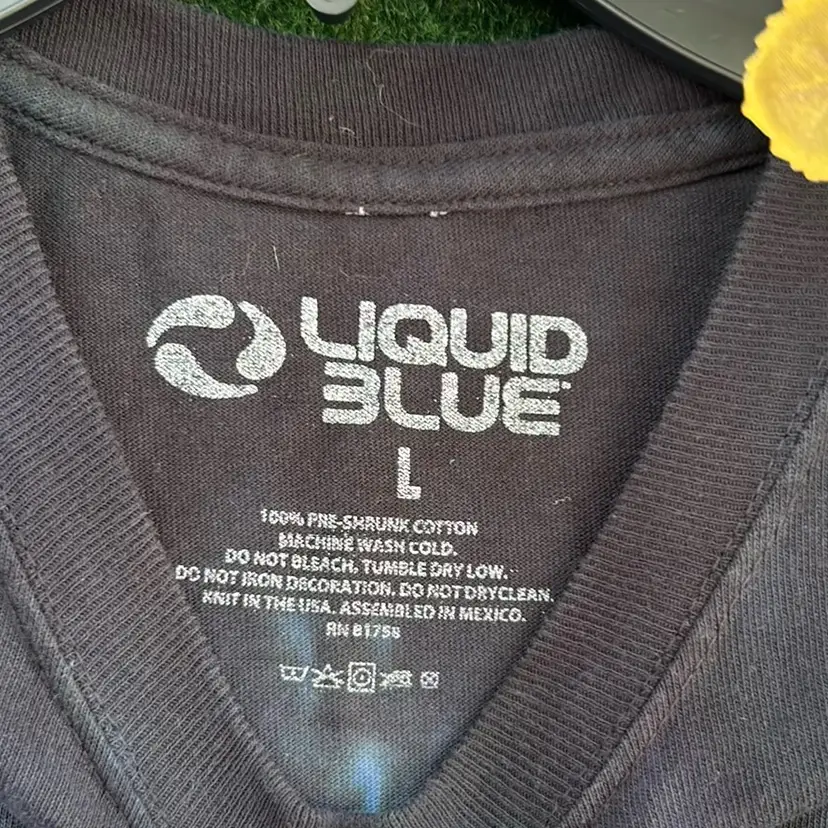 LIQUID
BLUE
L
100% PRE-SHRUNK COTTON
MACHINE WASH COLD.
DO NOT BLEACH. TUMBLE DRY LOW.
DO NOT IRON DECORATION. DO NOT DRYCLEAN.
KNIT IN THE USA. ASSEMBLED IN MEXICO.
RN 81758